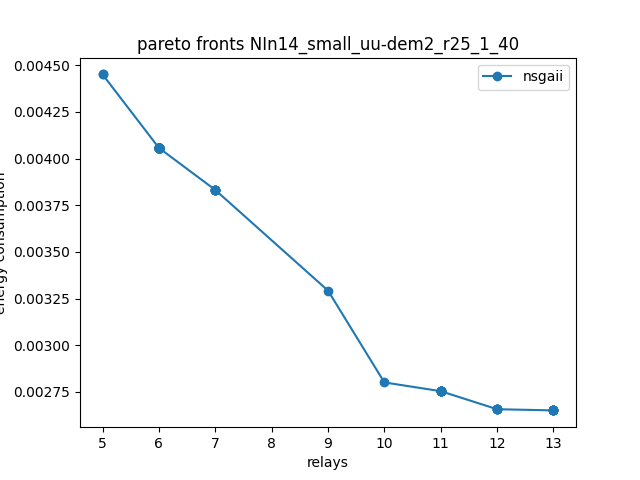 pareto fronts NIn14_small_uu-dem2_r25_1_40
nsgaii
0.00450
0.00425
0.00400
0.00375
0.00350
0.00325
0.00300
0.00275
energy consumption
5 6 7 8 9 10 11 12 13
relays